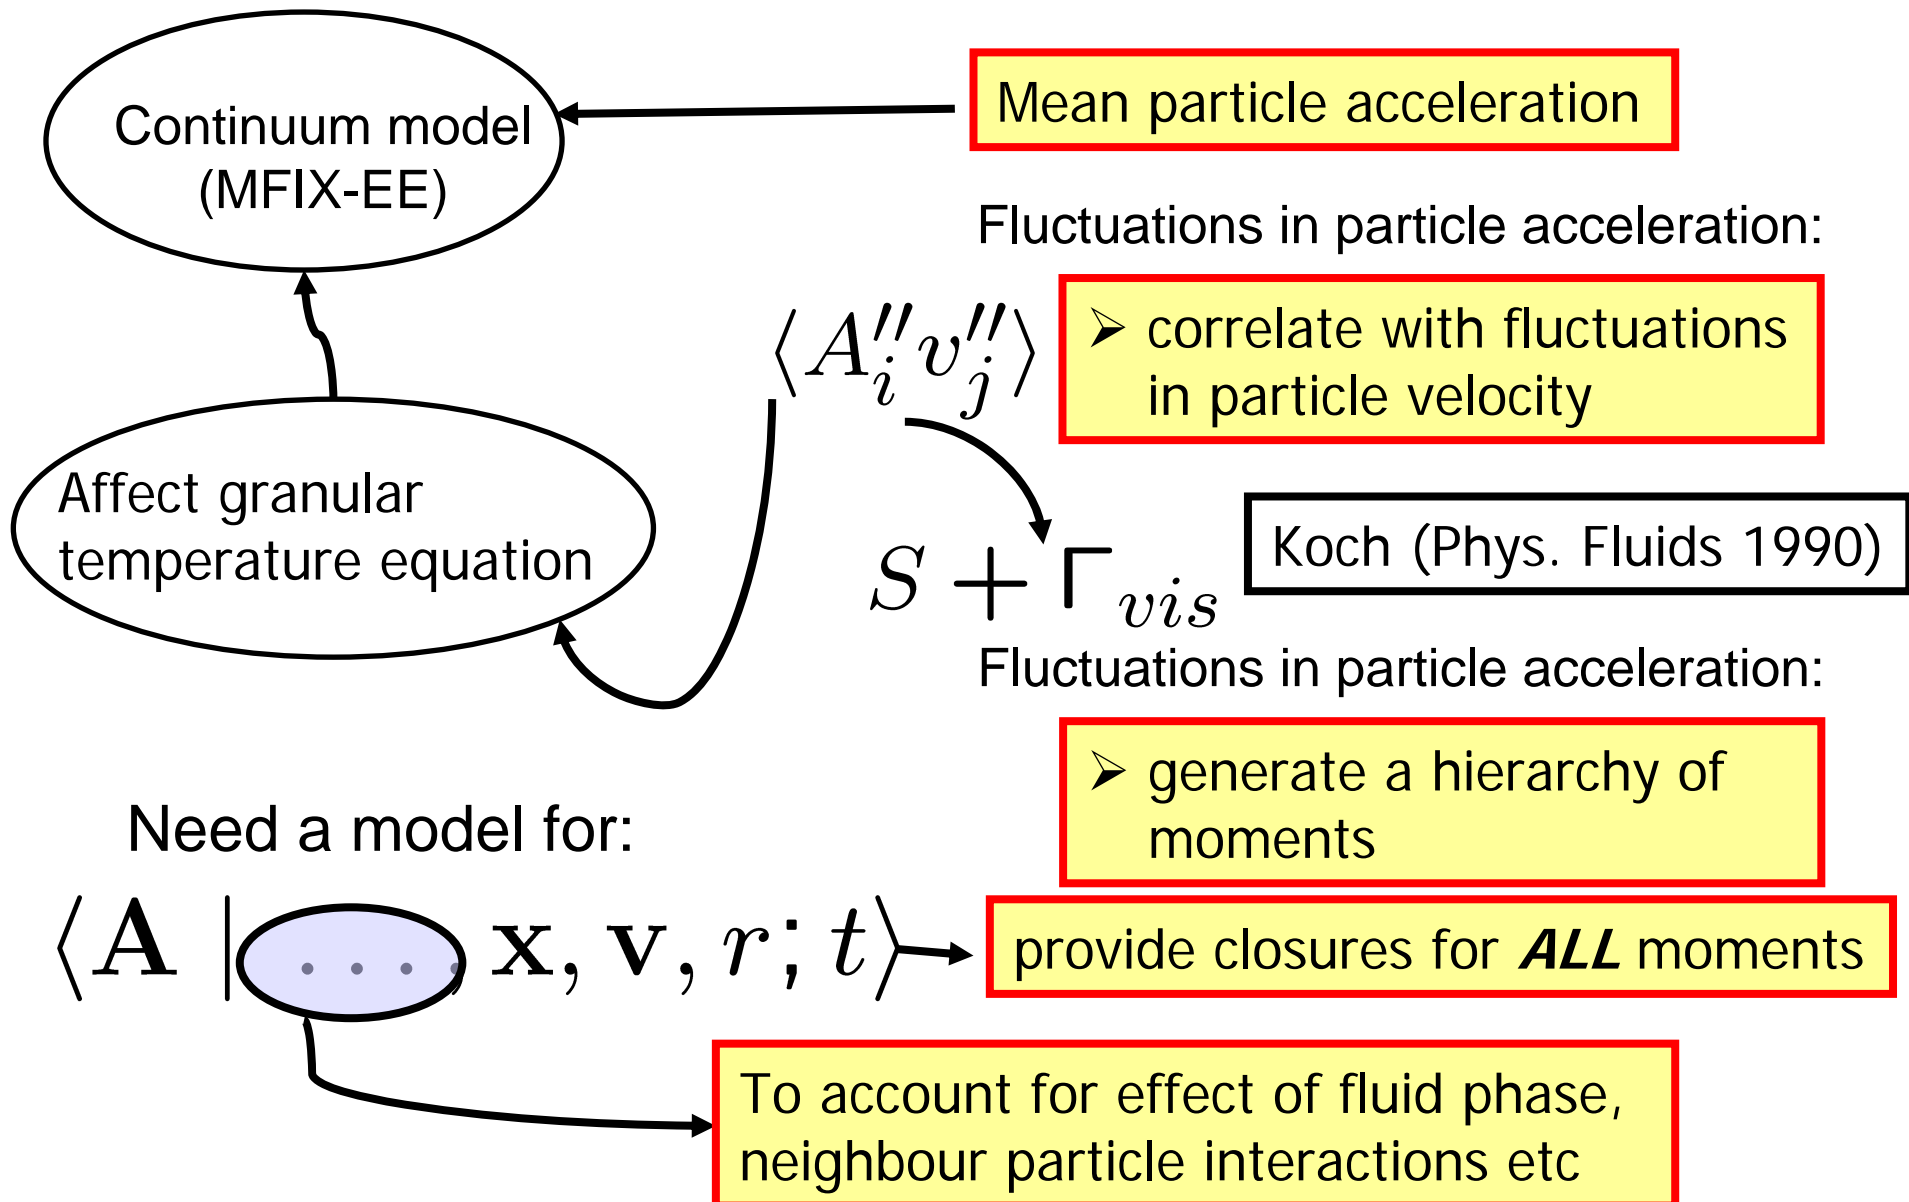 Continuum model
(MFIX-EE)
Mean particle acceleration
Fluctuations in particle acceleration:
⟨A″ᵢv″ⱼ⟩
➢ correlate with fluctuations
in particle velocity
Affect granular
temperature equation
S + Γ_vis
Koch (Phys. Fluids 1990)
Fluctuations in particle acceleration:
➢ generate a hierarchy of
moments
Need a model for:
⟨A | . . . , x, v, r; t⟩
provide closures for ALL moments
To account for effect of fluid phase,
neighbour particle interactions etc